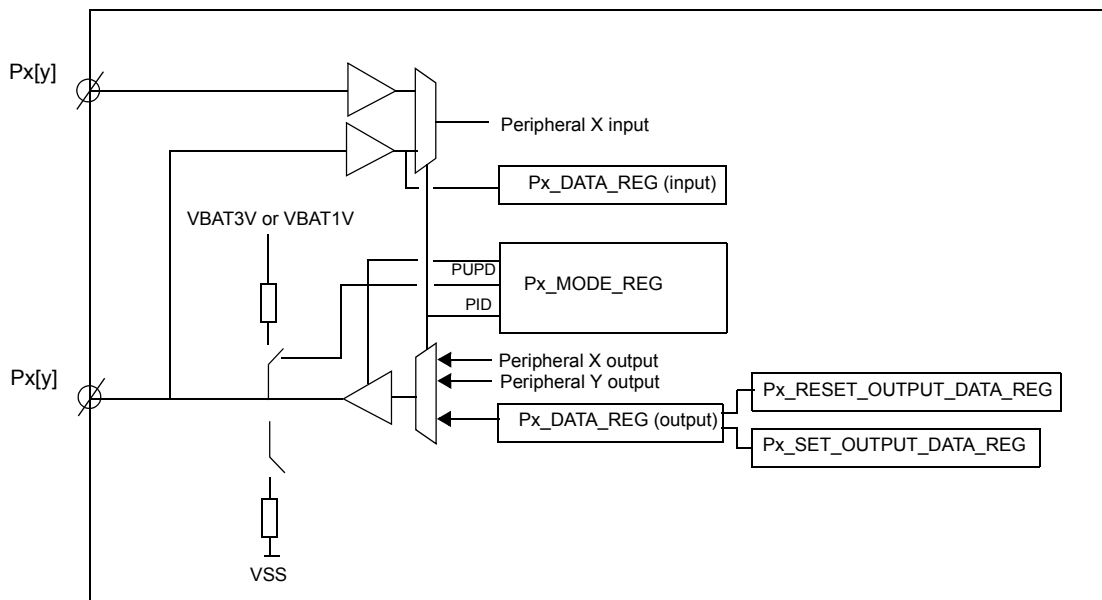 Px[y]
Peripheral X input
Px_DATA_REG (input)
VBAT3V or VBAT1V
PUPD
Px_MODE_REG
PID
Px[y]
Peripheral X output
Peripheral Y output
Px_DATA_REG (output)
Px_RESET_OUTPUT_DATA_REG
Px_SET_OUTPUT_DATA_REG
VSS